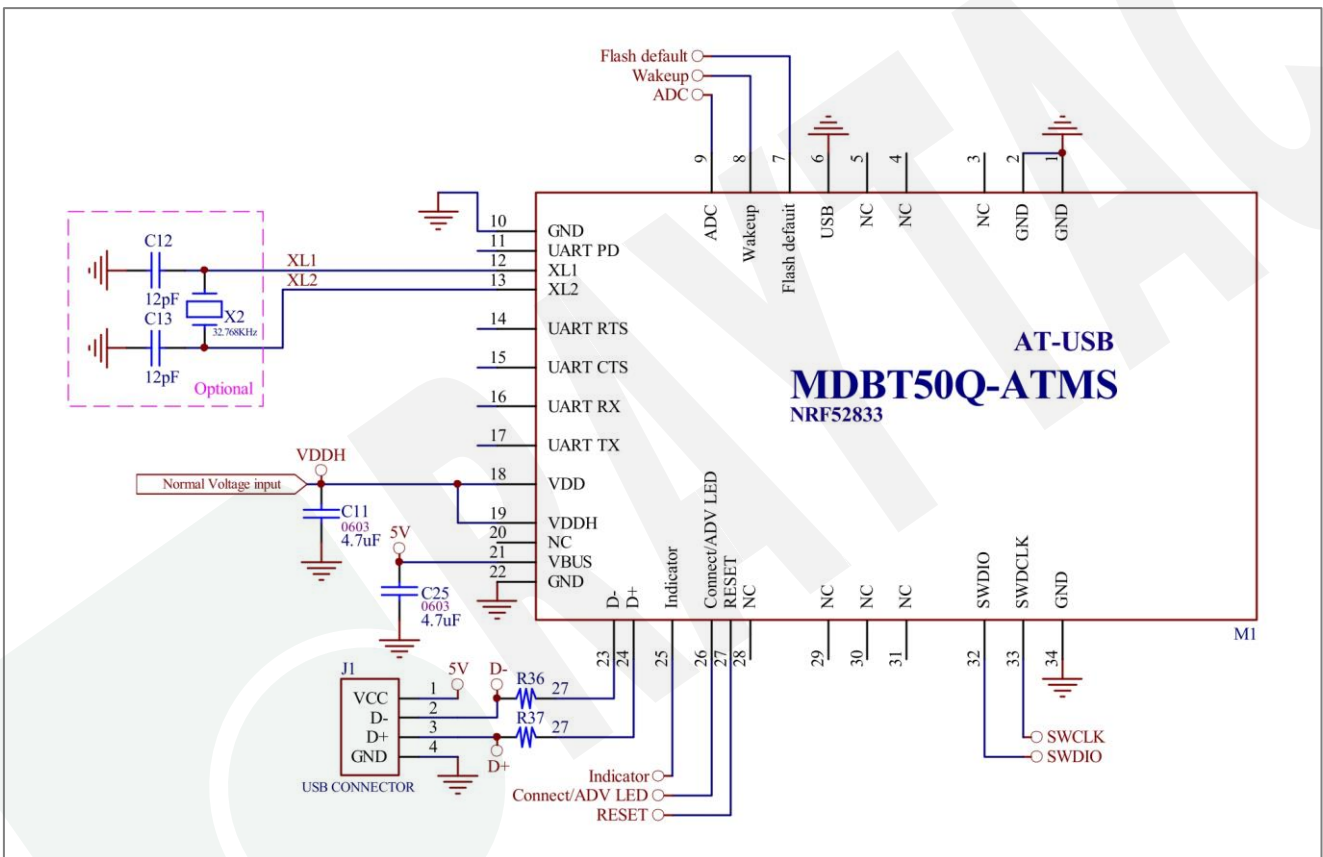 Flash default
Wakeup
ADC
9
8
7
6
5
4
3
2
1
ADC
Wakeup
Flash defauit
USB
NC
NC
NC
GND
GND
10 GND
11 UART PD
12 XL1
13 XL2
14 UART RTS
15 UART CTS
16 UART RX
17 UART TX
18 VDD
19 VDDH
20 NC
21 VBUS
22 GND
C12
12pF
C13
12pF
X2
32.768KHz
Optional
XL1
XL2
AT-USB
MDBT50Q-ATMS
NRF52833
VDDH
Normal Voltage input
C11
0603
4.7uF
5V
C25
0603
4.7uF
D-
D+
Indicator
Connect/ADV LED
RESET
NC
NC
NC
NC
SWDIO
SWDCLK
GND
M1
23
24
25
26
27
28
29
30
31
32
33
34
J1
VCC 1
D- 2
D+ 3
GND 4
USB CONNECTOR
5V
D-
R36
27
R37
27
D+
Indicator
Connect/ADV LED
RESET
SWCLK
SWDIO
RAYTAC